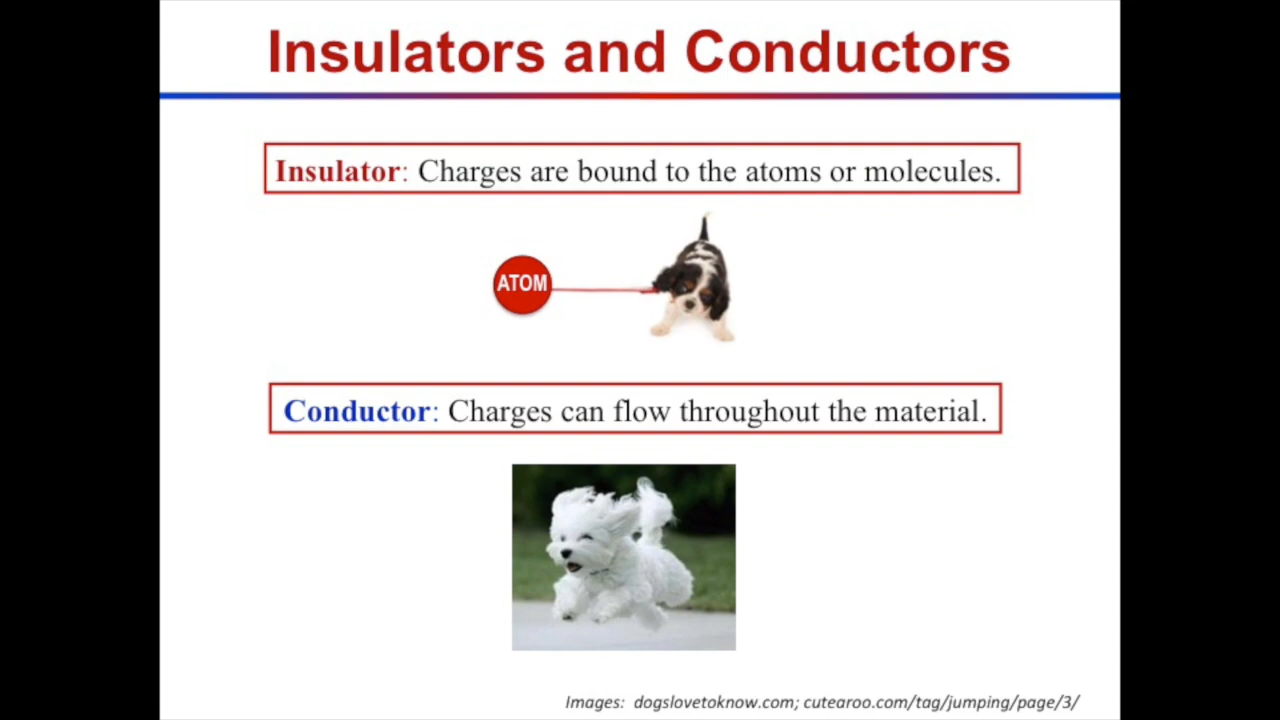 Insulators and Conductors
Insulator: Charges are bound to the atoms or molecules.
ATOM
Conductor: Charges can flow throughout the material.
Images: dogslovetoknow.com; cutearoo.com/tag/jumping/page/3/